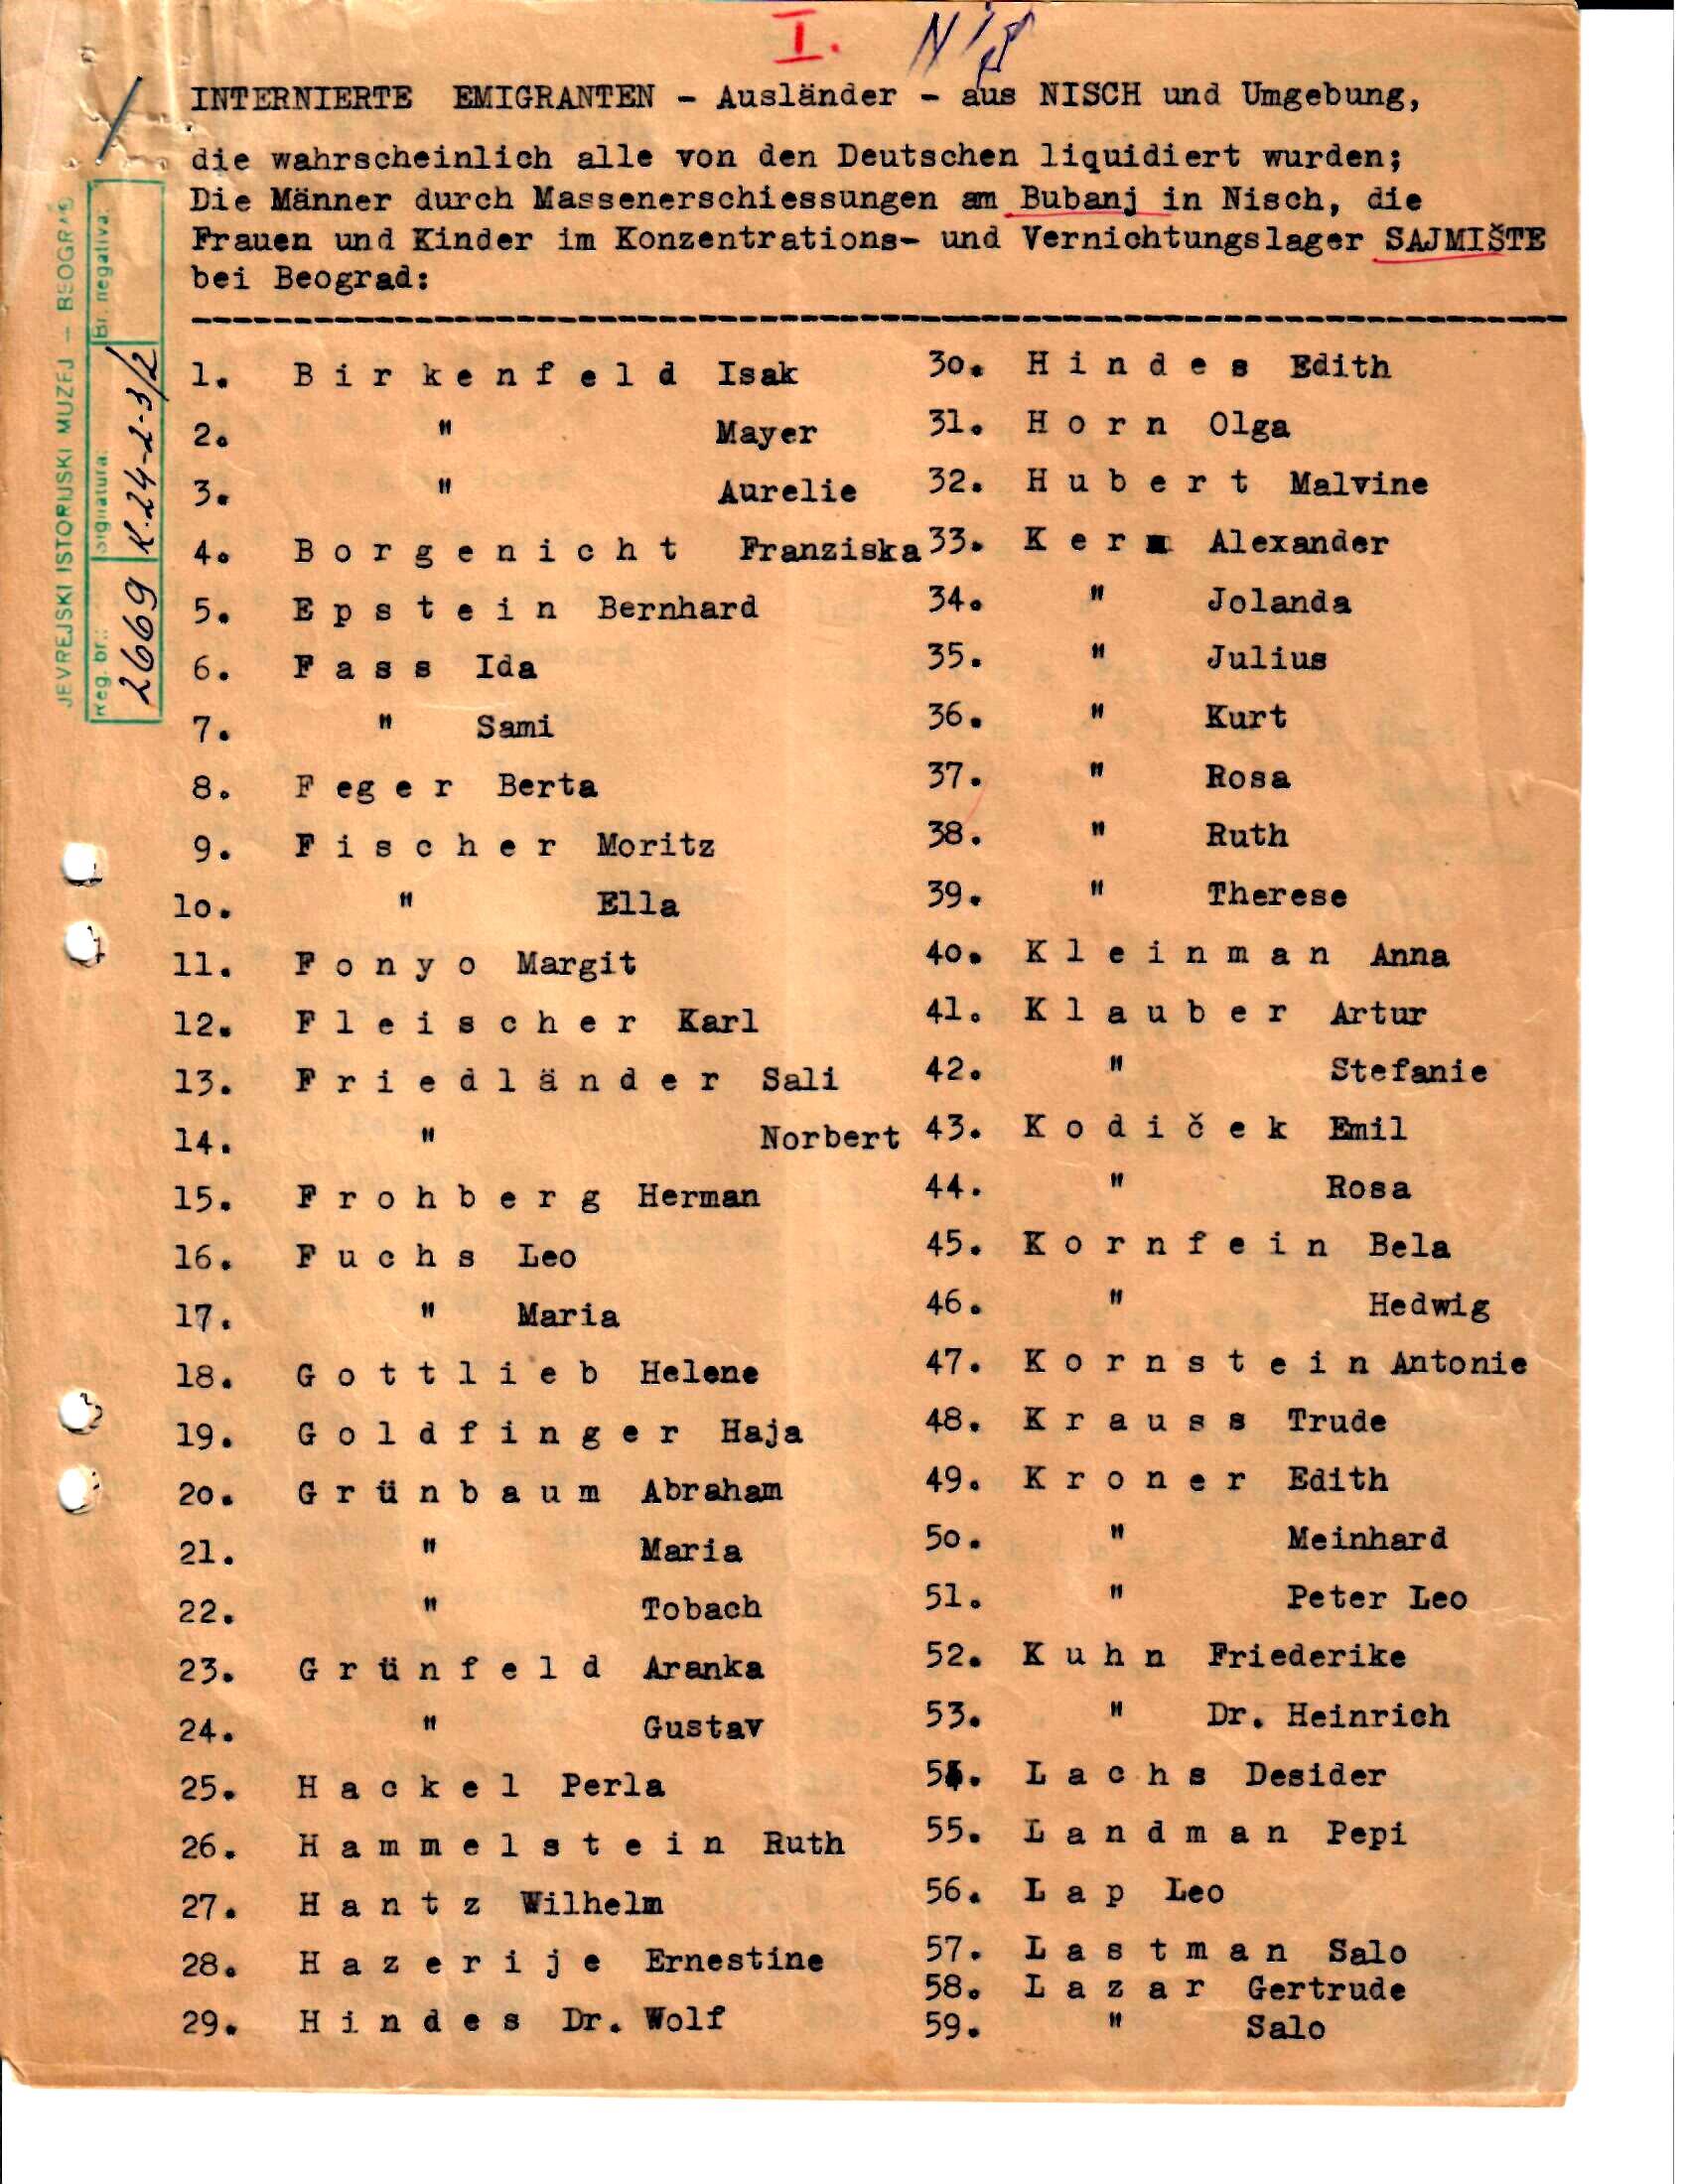 I. Niš
INTERNIERTE EMIGRANTEN - Ausländer - aus NISCH und Umgebung,
die wahrscheinlich alle von den Deutschen liquidiert wurden;
Die Männer durch Massenerschiessungen am Bubanj in Nisch, die
Frauen und Kinder im Konzentrations- und Vernichtungslager SAJMIŠTE
bei Beograd:
JEVREJSKI ISTORIJSKI MUZEJ — BEOGRAD
Reg. br.: 2669
Signatura: K.24-2-3/2
Br. negativa:
1. Birkenfeld Isak
2. " Mayer
3. " Aurelie
4. Borgenicht Franziska
5. Epstein Bernhard
6. Fass Ida
7. " Sami
8. Feger Berta
9. Fischer Moritz
lo. " Ella
11. Fonyo Margit
12. Fleischer Karl
13. Friedländer Sali
14. " Norbert
15. Frohberg Herman
16. Fuchs Leo
17. " Maria
18. Gottlieb Helene
19. Goldfinger Haja
2o. Grünbaum Abraham
21. " Maria
22. " Tobach
23. Grünfeld Aranka
24. " Gustav
25. Hackel Perla
26. Hammelstein Ruth
27. Hantz Wilhelm
28. Hazerije Ernestine
29. Hindes Dr. Wolf
3o. Hindes Edith
31. Horn Olga
32. Hubert Malvine
33. Ker Alexander
34. " Jolanda
35. " Julius
36. " Kurt
37. " Rosa
38. " Ruth
39. " Therese
4o. Kleinman Anna
41. Klauber Artur
42. " Stefanie
43. Kodiček Emil
44. " Rosa
45. Kornfein Bela
46. " Hedwig
47. Kornstein Antonie
48. Krauss Trude
49. Kroner Edith
5o. " Meinhard
51. " Peter Leo
52. Kuhn Friederike
53. " Dr. Heinrich
54. Lachs Desider
55. Landman Pepi
56. Lap Leo
57. Lastman Salo
58. Lazar Gertrude
59. " Salo